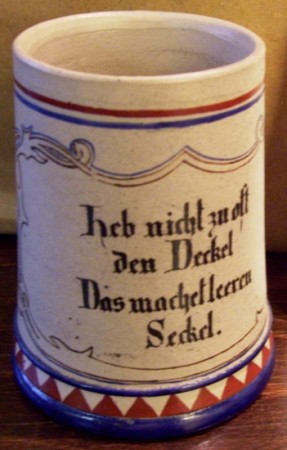 Heb nicht zu oft
den Deckel
Das machet leeren
Seckel.